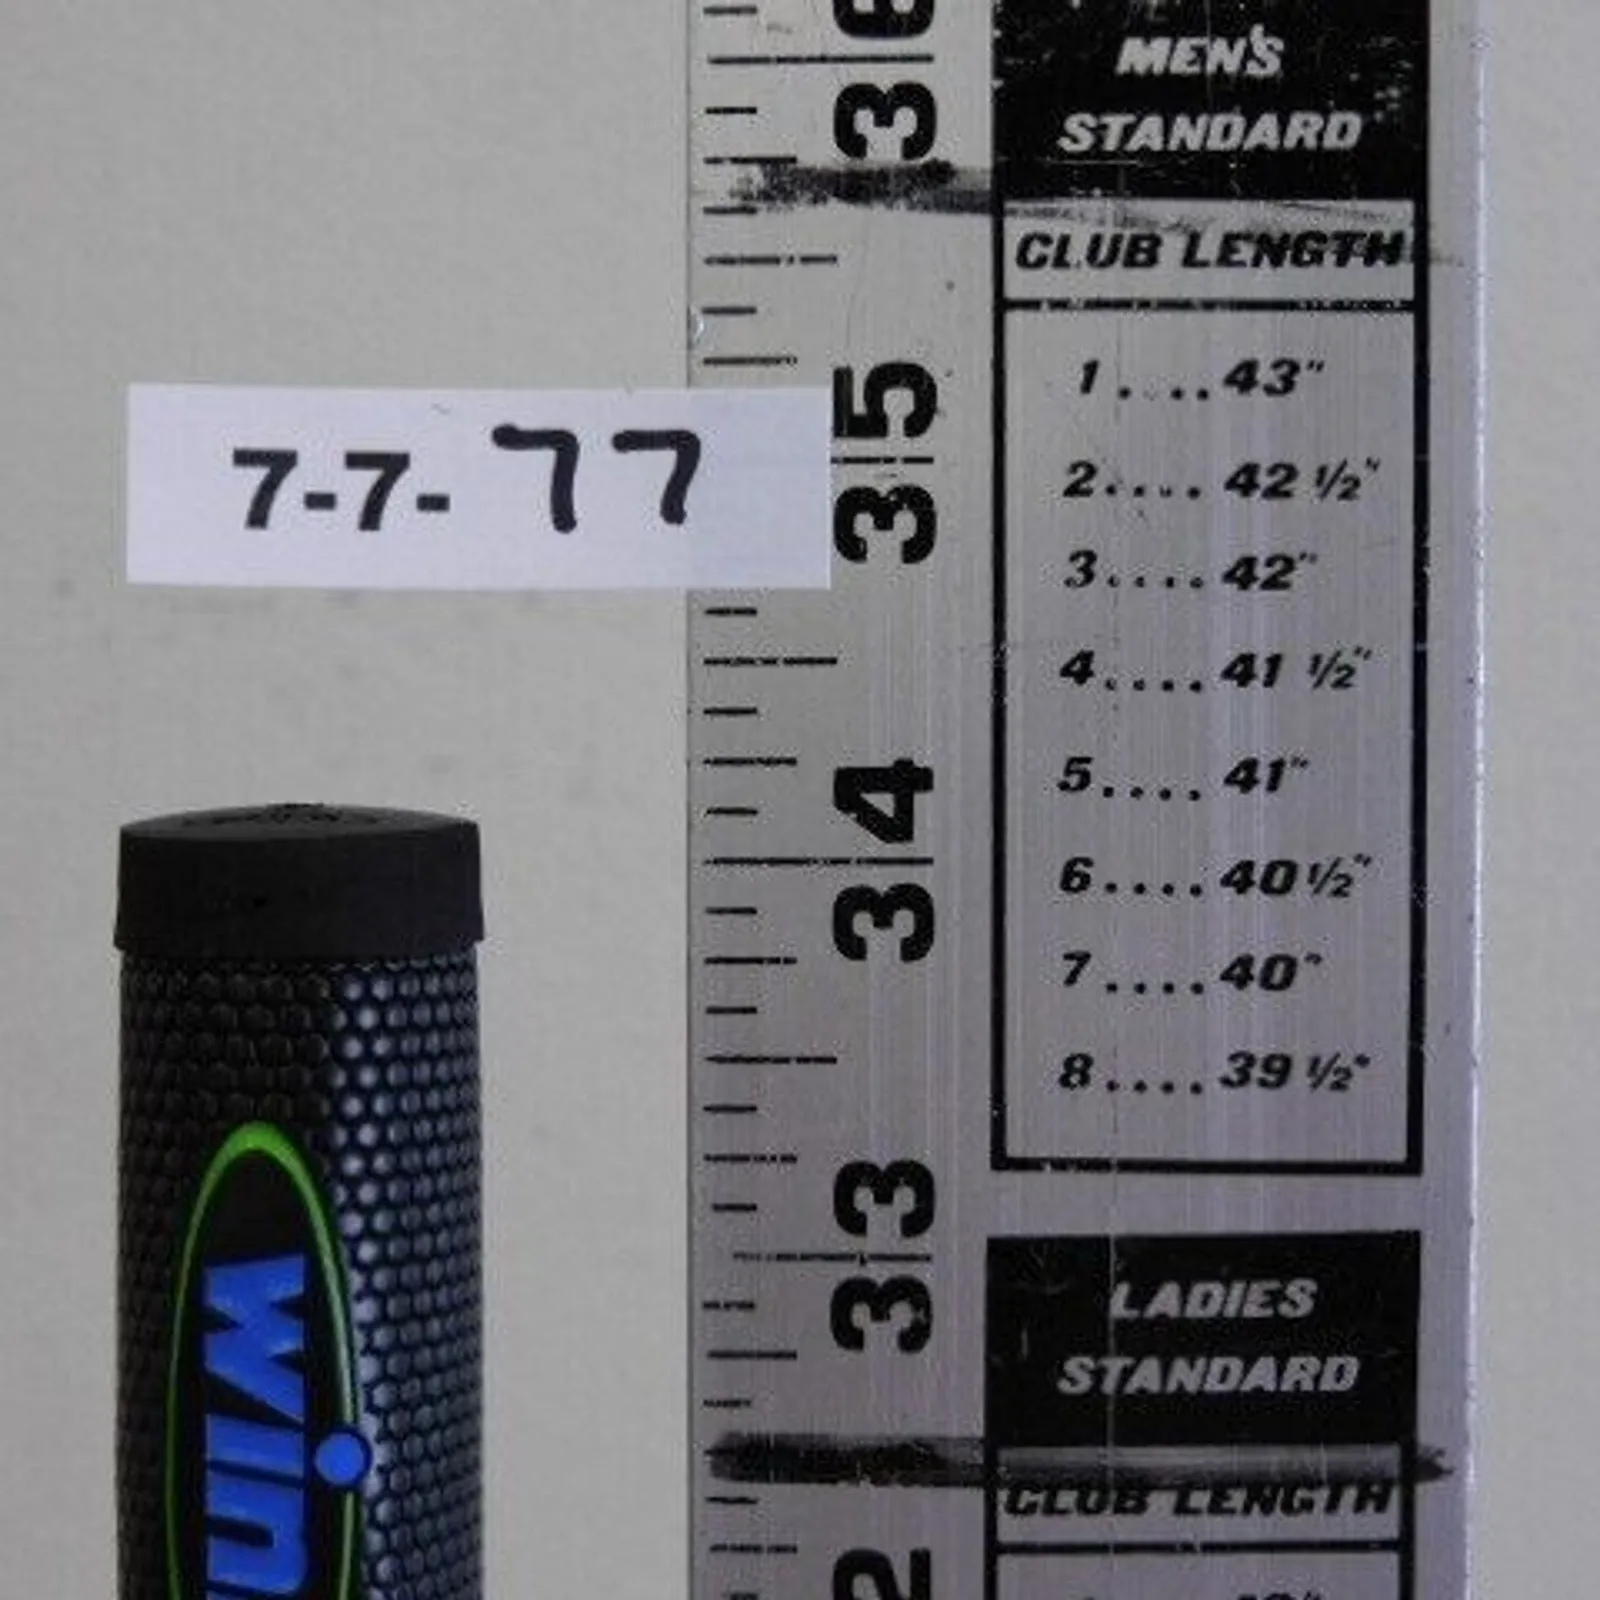 36
MEN'S
STANDARD
CLUB LENGTH
1....43"
2....42 1/2"
3....42"
4....41 1/2"
5....41"
6....40 1/2"
7....40"
8....39 1/2"
35
7-7-77
34
33
LADIES
STANDARD
CLUB LENGTH
2
win